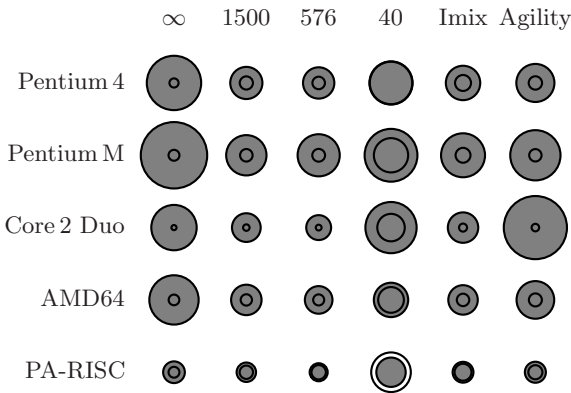 ∞ 1500 576 40 Imix Agility
Pentium 4
Pentium M
Core 2 Duo
AMD64
PA-RISC